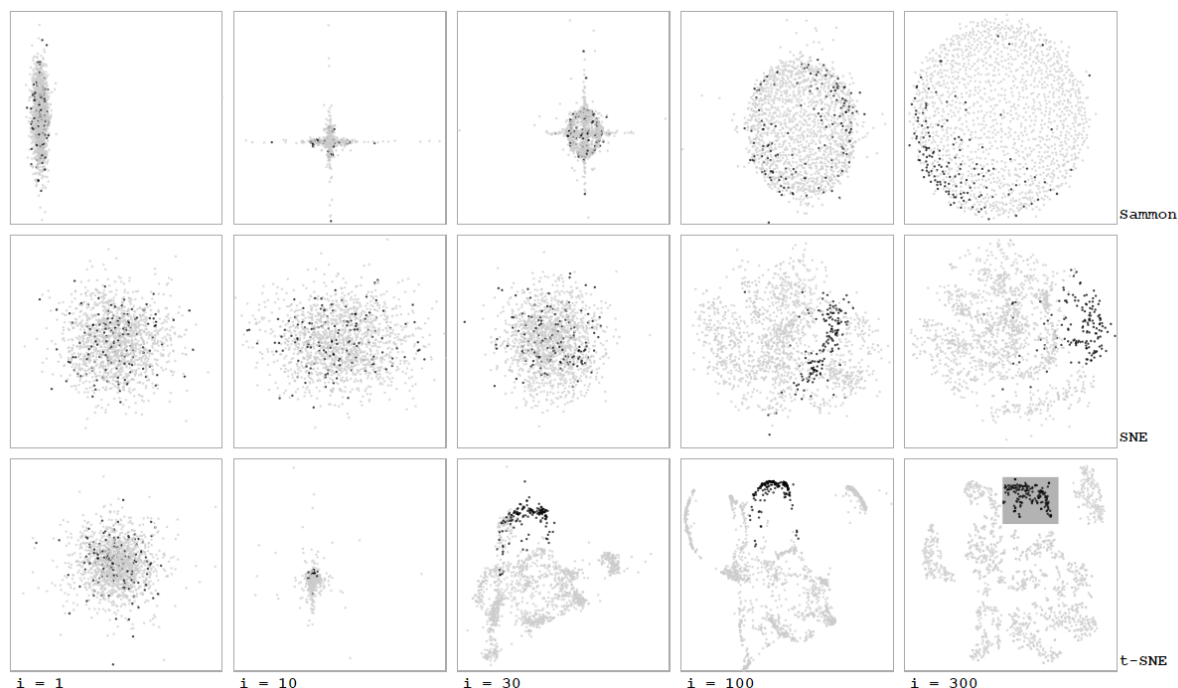 Sammon
SNE
t-SNE
i = 1
i = 10
i = 30
i = 100
i = 300